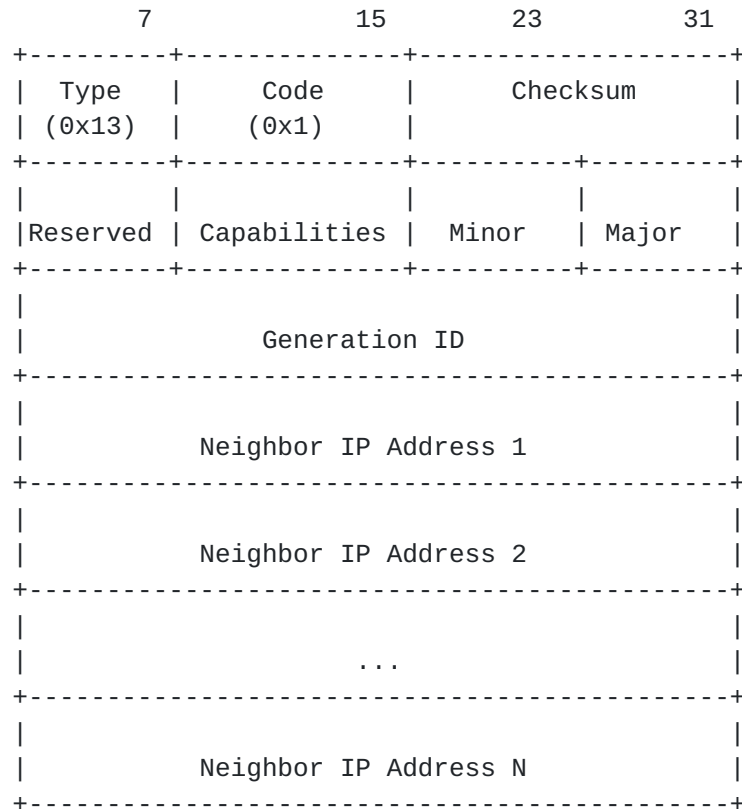 7 15 23 31
Type Code Checksum
(0x13) (0x1)
Reserved Capabilities Minor Major
Generation ID
Neighbor IP Address 1
Neighbor IP Address 2
...
Neighbor IP Address N